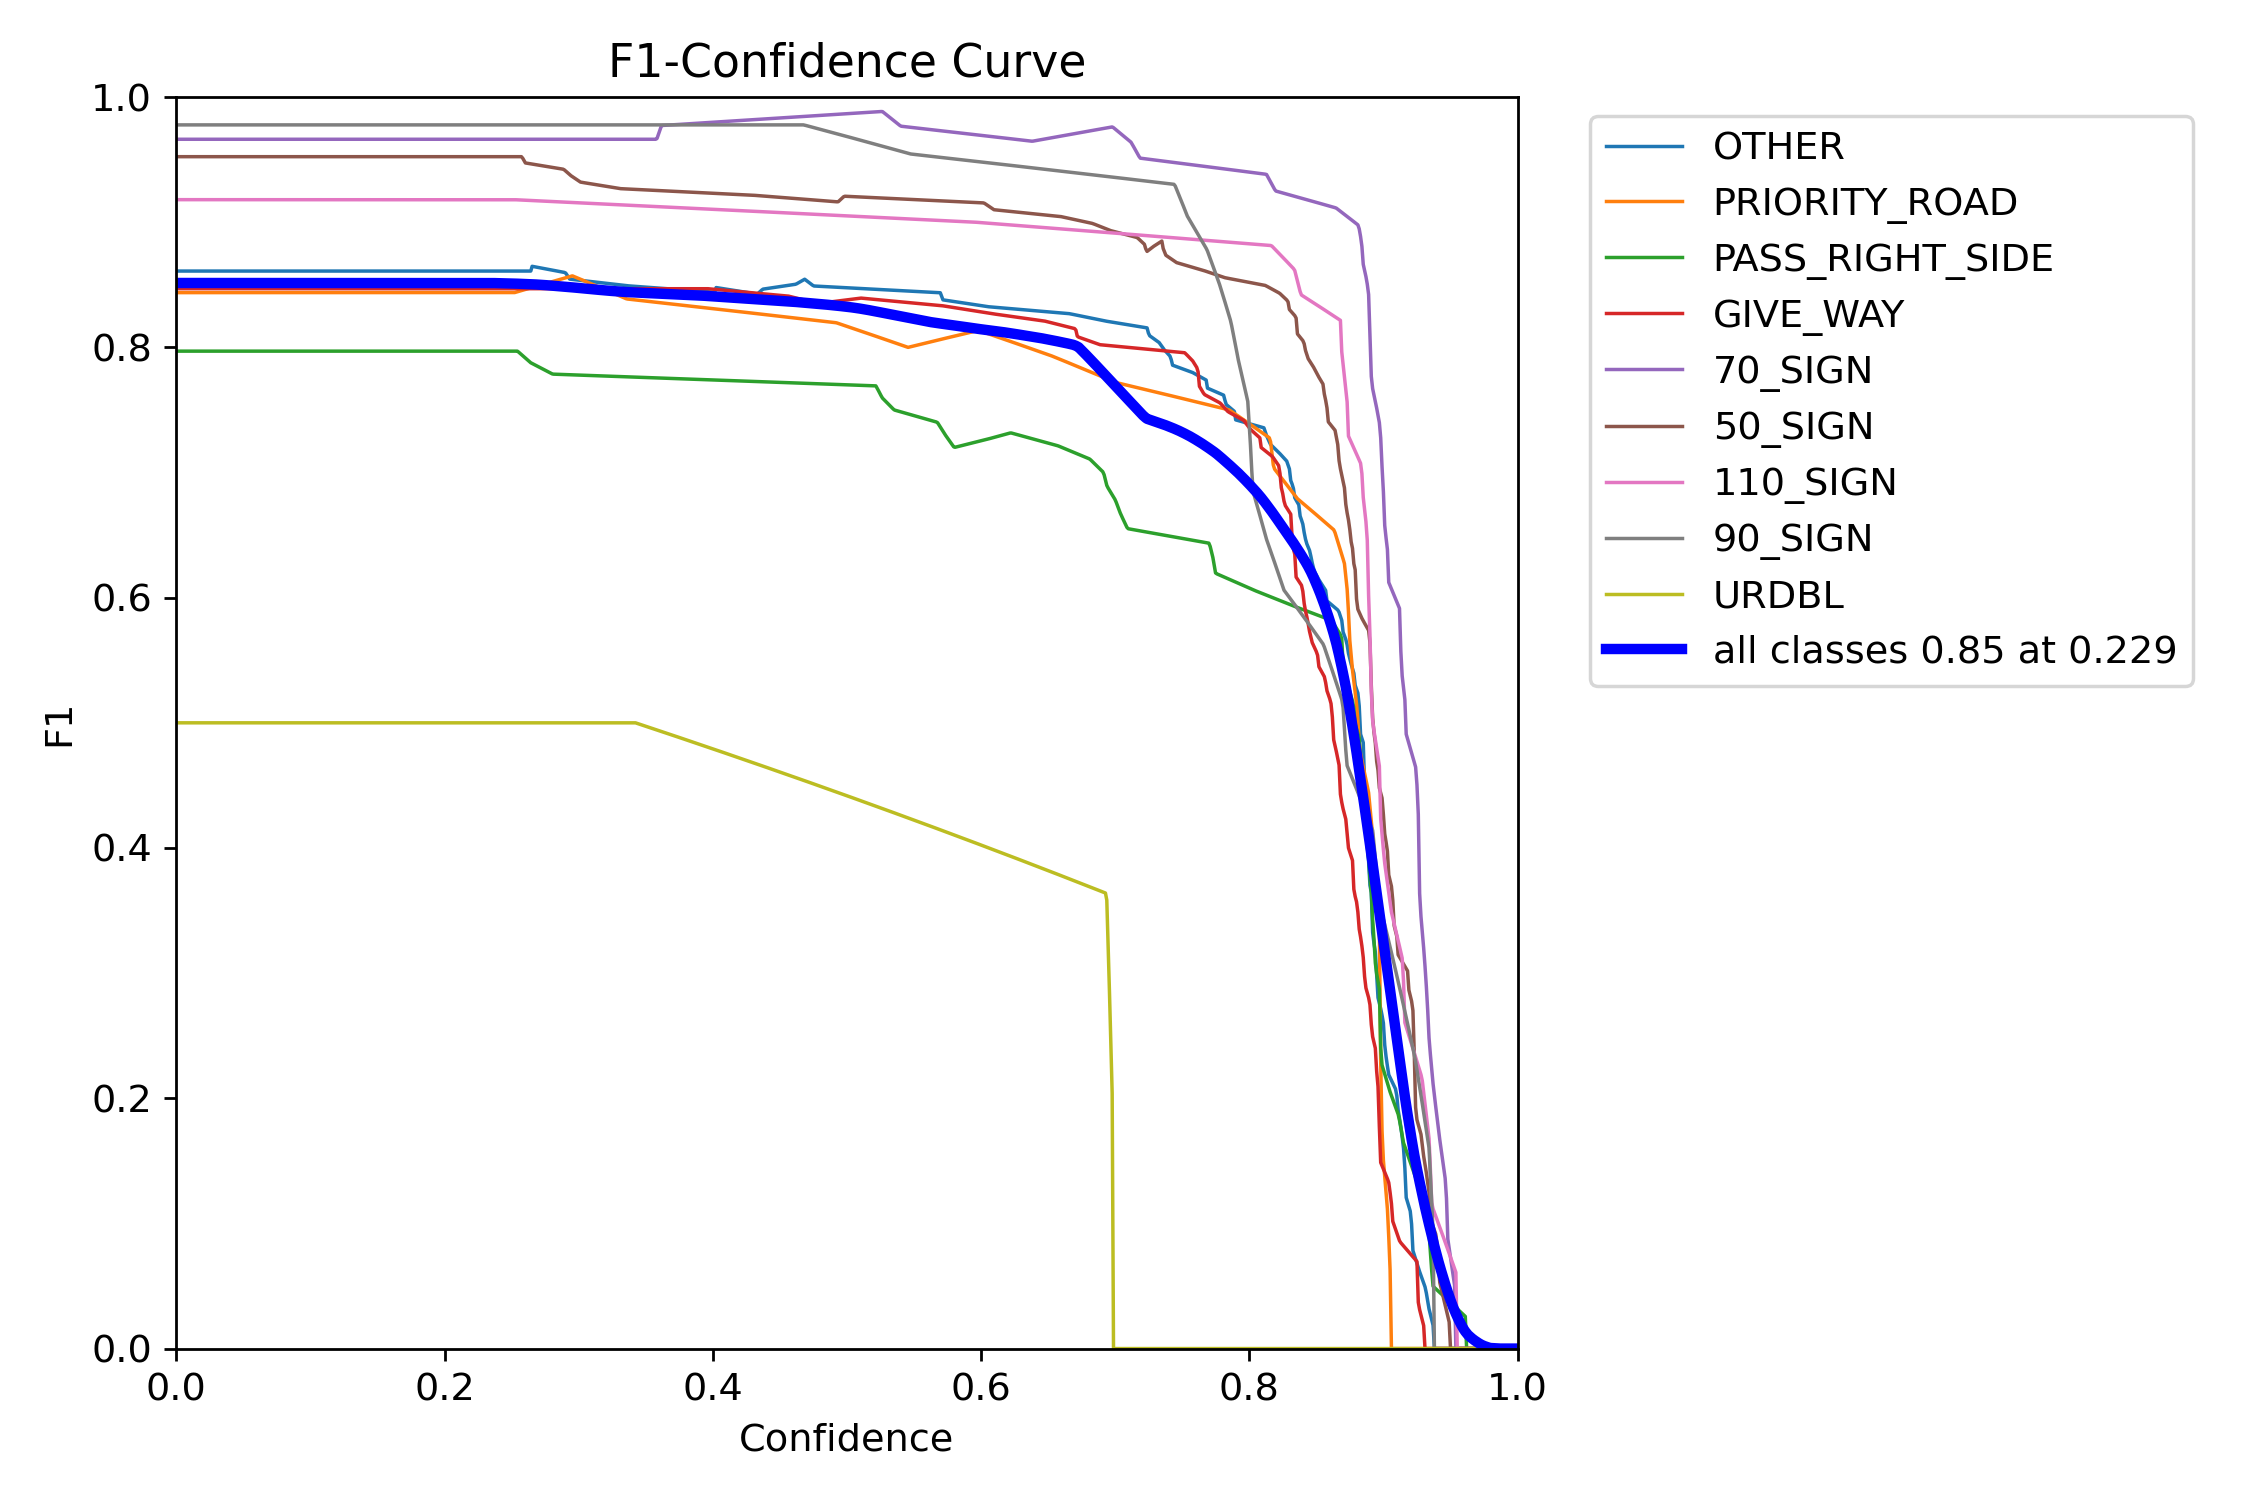 F1-Confidence Curve
1.0
0.8
0.6
0.4
0.2
0.0
F1
0.0 0.2 0.4 0.6 0.8 1.0
Confidence
OTHER
PRIORITY_ROAD
PASS_RIGHT_SIDE
GIVE_WAY
70_SIGN
50_SIGN
110_SIGN
90_SIGN
URDBL
all classes 0.85 at 0.229